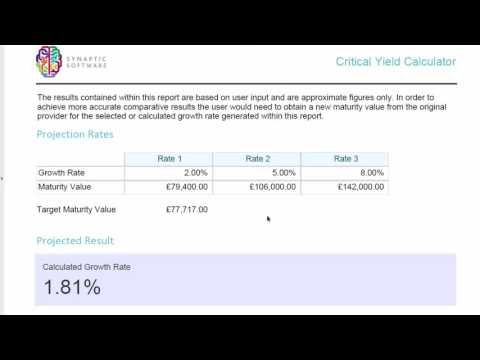 SYNAPTIC
SOFTWARE
Critical Yield Calculator
The results contained within this report are based on user input and are approximate figures only. In order to
achieve more accurate comparative results the user would need to obtain a new maturity value from the original
provider for the selected or calculated growth rate generated within this report.
Projection Rates
Rate 1 Rate 2 Rate 3
Growth Rate 2.00% 5.00% 8.00%
Maturity Value £79,400.00 £106,000.00 £142,000.00
Target Maturity Value £77,717.00
Projected Result
Calculated Growth Rate
1.81%